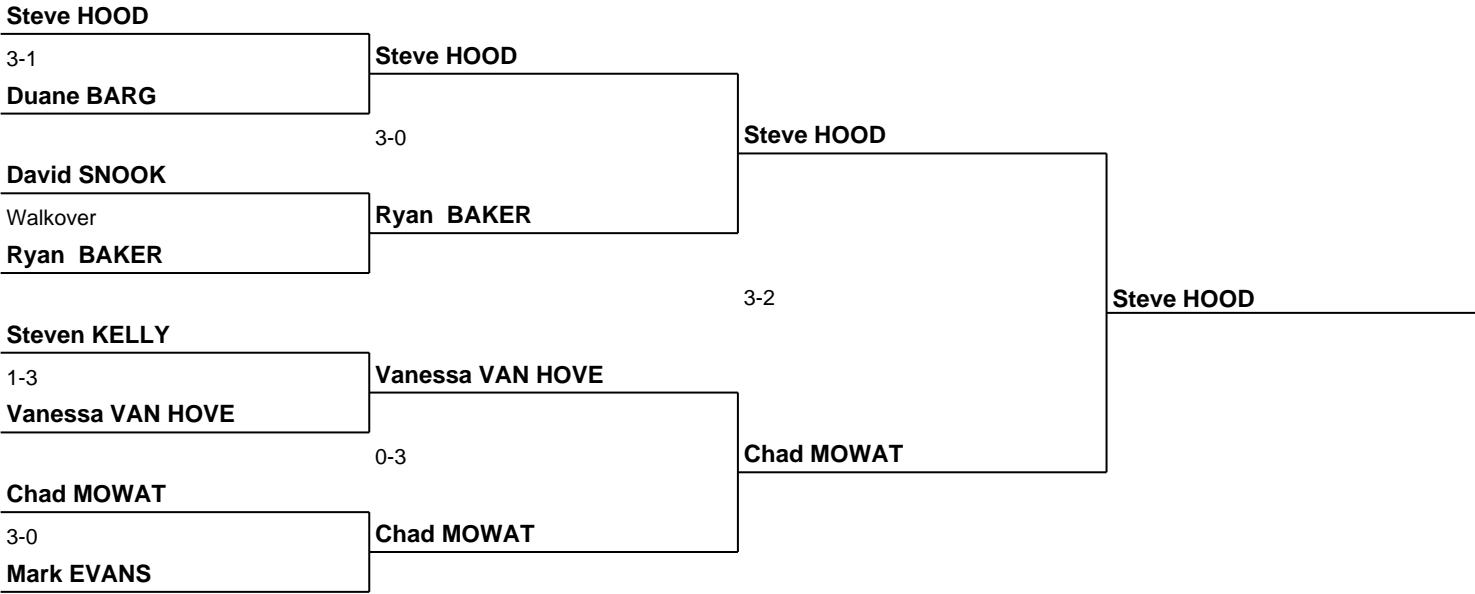 Steve HOOD
3-1
Steve HOOD
Duane BARG
3-0
Steve HOOD
David SNOOK
Walkover
Ryan  BAKER
Ryan  BAKER
3-2
Steve HOOD
Steven KELLY
1-3
Vanessa VAN HOVE
Vanessa VAN HOVE
0-3
Chad MOWAT
Chad MOWAT
3-0
Chad MOWAT
Mark EVANS